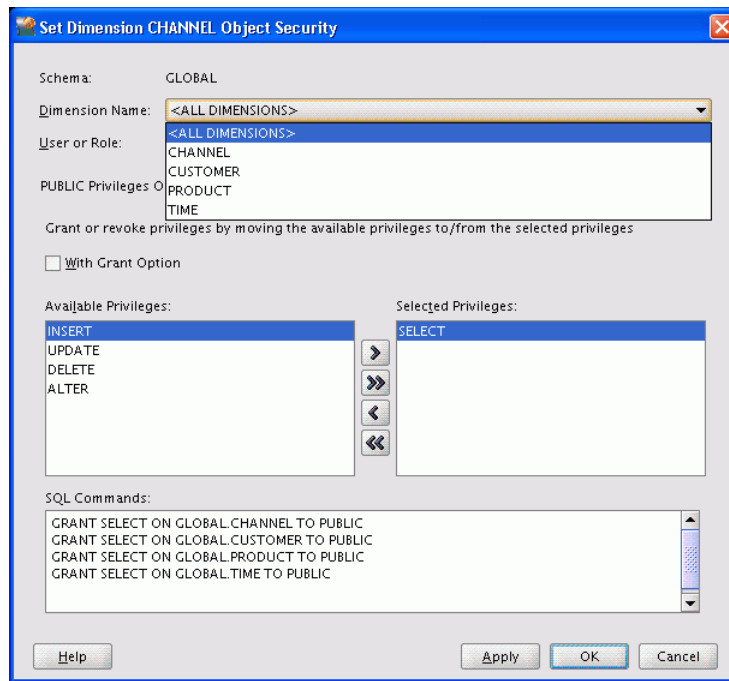 Set Dimension CHANNEL Object Security
Schema: GLOBAL
Dimension Name: <ALL DIMENSIONS>
<ALL DIMENSIONS>
User or Role:
CHANNEL
CUSTOMER
PUBLIC Privileges O
PRODUCT
TIME
Grant or revoke privileges by moving the available privileges to/from the selected privileges
With Grant Option
Available Privileges:
INSERT
UPDATE
DELETE
ALTER
Selected Privileges:
SELECT
SQL Commands:
GRANT SELECT ON GLOBAL.CHANNEL TO PUBLIC
GRANT SELECT ON GLOBAL.CUSTOMER TO PUBLIC
GRANT SELECT ON GLOBAL.PRODUCT TO PUBLIC
GRANT SELECT ON GLOBAL.TIME TO PUBLIC
Help
Apply
OK
Cancel